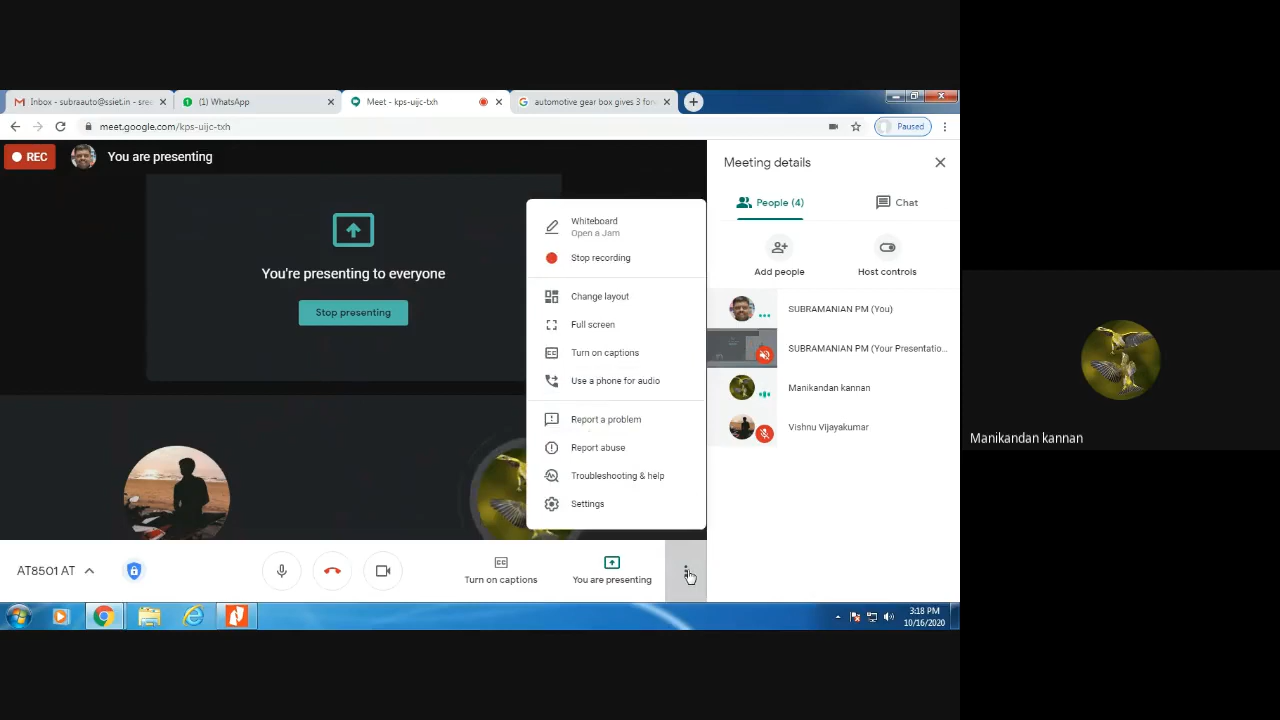 Inbox - subraauto@ssiet.in - sree
(1) WhatsApp
Meet - kps-uijc-txh
automotive gear box gives 3 for
meet.google.com/kps-uijc-txh
Paused
REC
You are presenting
Meeting details
People (4)
Chat
Whiteboard
Open a Jam
Stop recording
You're presenting to everyone
Stop presenting
Add people
Host controls
Change layout
Full screen
Turn on captions
Use a phone for audio
Report a problem
Report abuse
Troubleshooting & help
Settings
SUBRAMANIAN PM (You)
SUBRAMANIAN PM (Your Presentatio...
Manikandan kannan
Vishnu Vijayakumar
Manikandan kannan
AT8501 AT
Turn on captions
You are presenting
3:18 PM
10/16/2020